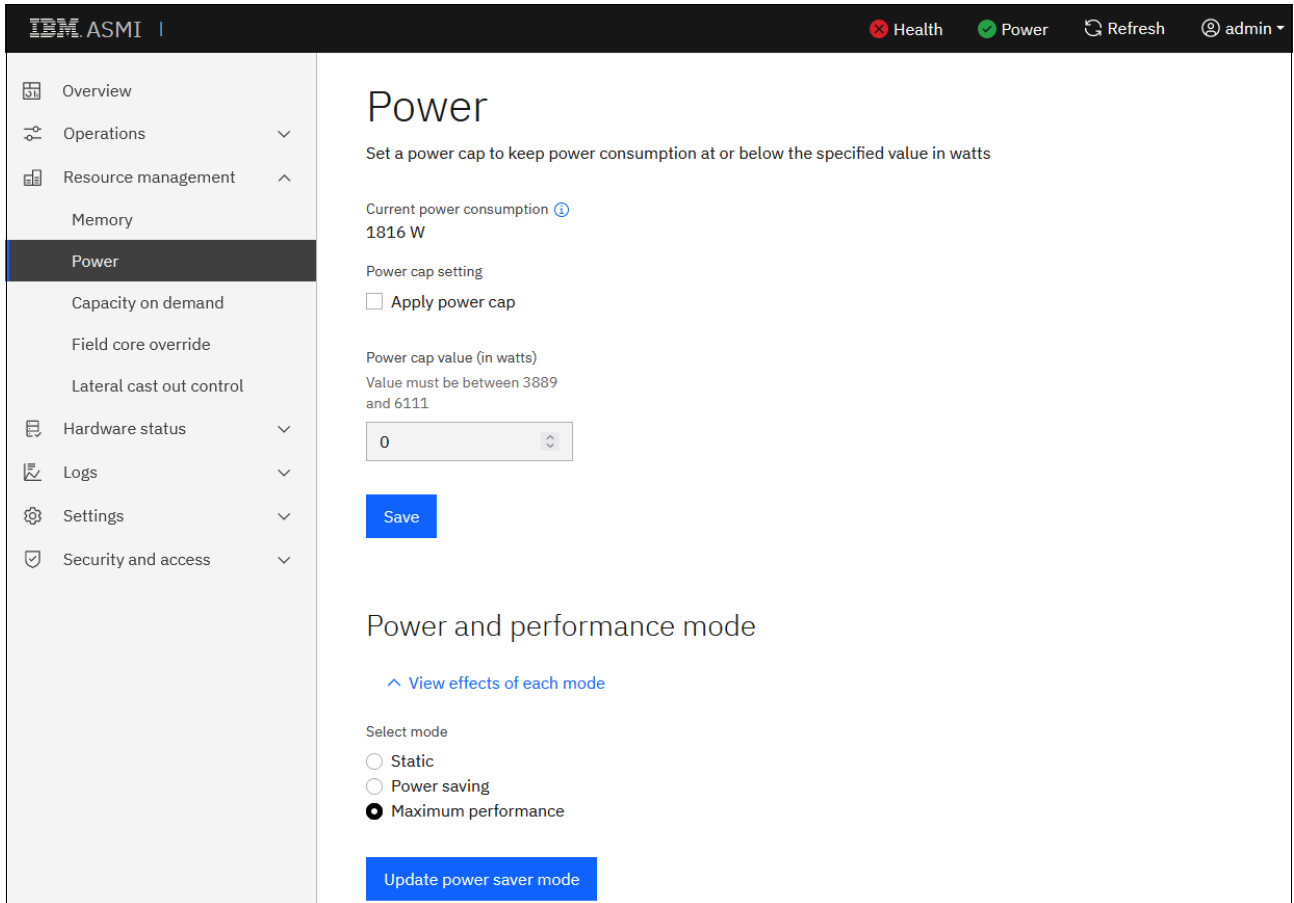 IBM. ASMI
Health
Power
Refresh
admin
Overview
Operations
Resource management
Memory
Power
Capacity on demand
Field core override
Lateral cast out control
Hardware status
Logs
Settings
Security and access
Power
Set a power cap to keep power consumption at or below the specified value in watts
Current power consumption
1816 W
Power cap setting
Apply power cap
Power cap value (in watts)
Value must be between 3889
and 6111
0
Save
Power and performance mode
View effects of each mode
Select mode
Static
Power saving
Maximum performance
Update power saver mode